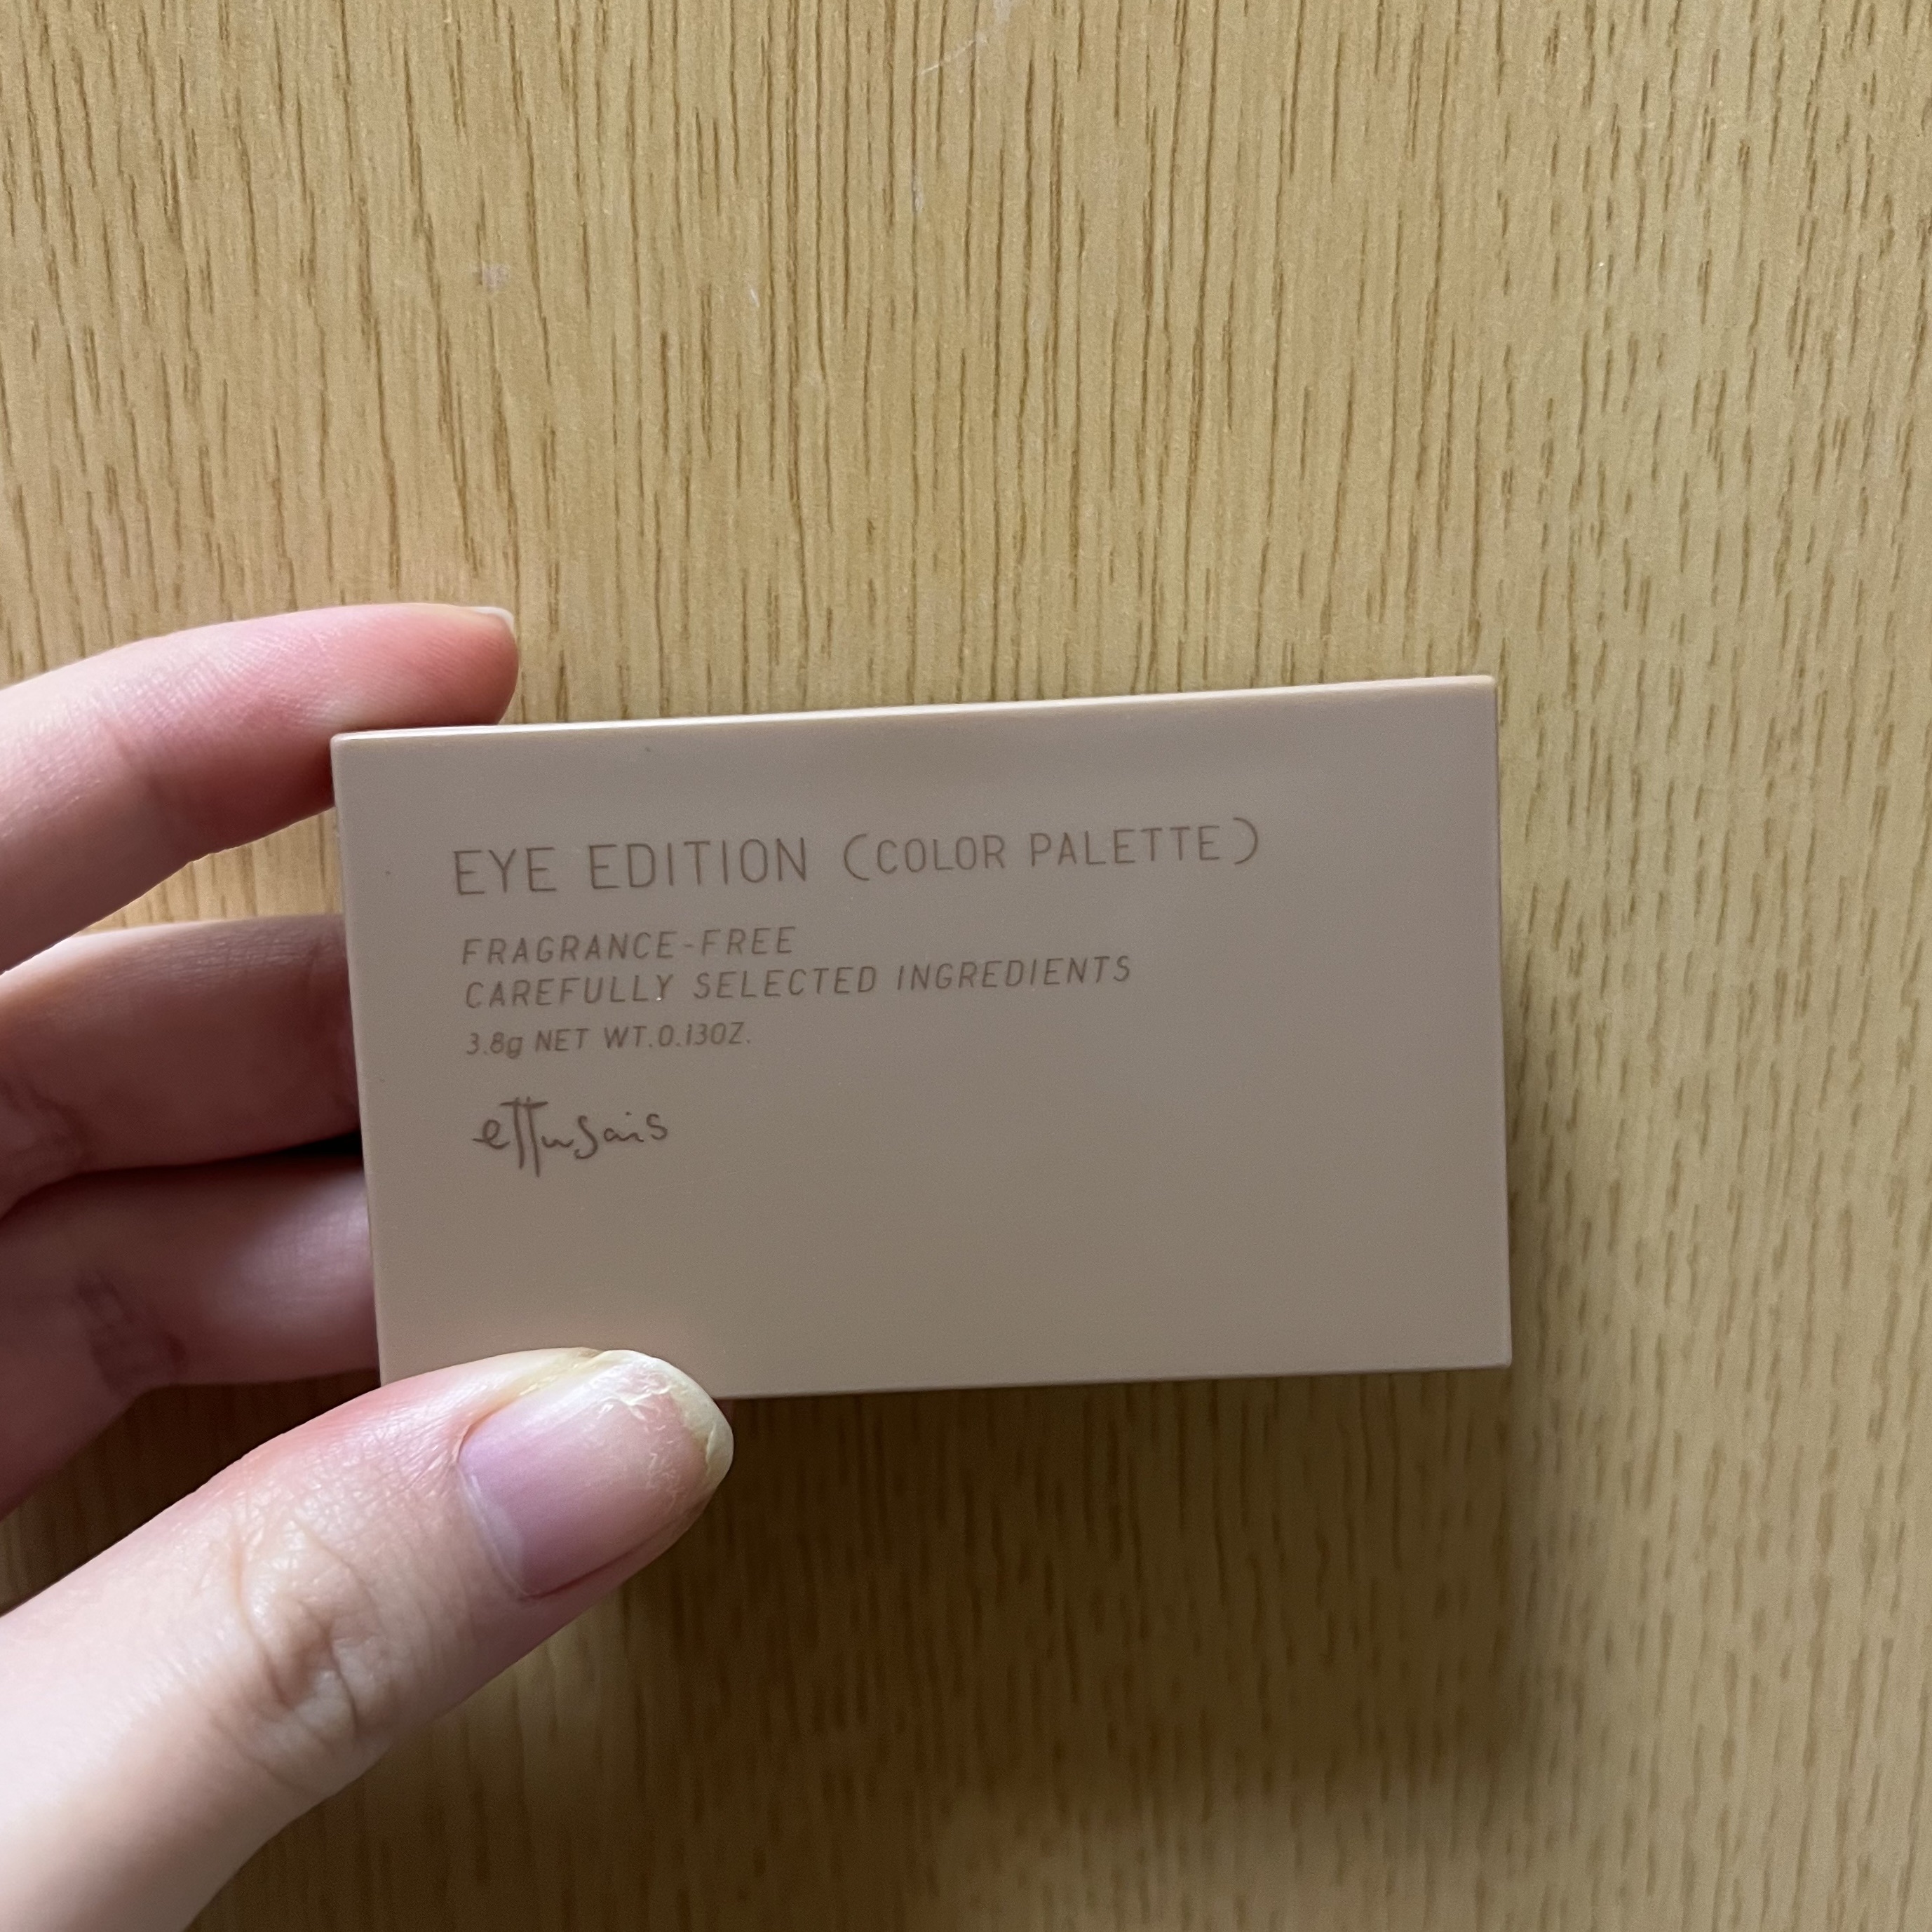 EYE EDITION (COLOR PALETTE)
FRAGRANCE-FREE
CAREFULLY SELECTED INGREDIENTS
3.8g NET WT.0.13OZ.
ettusais